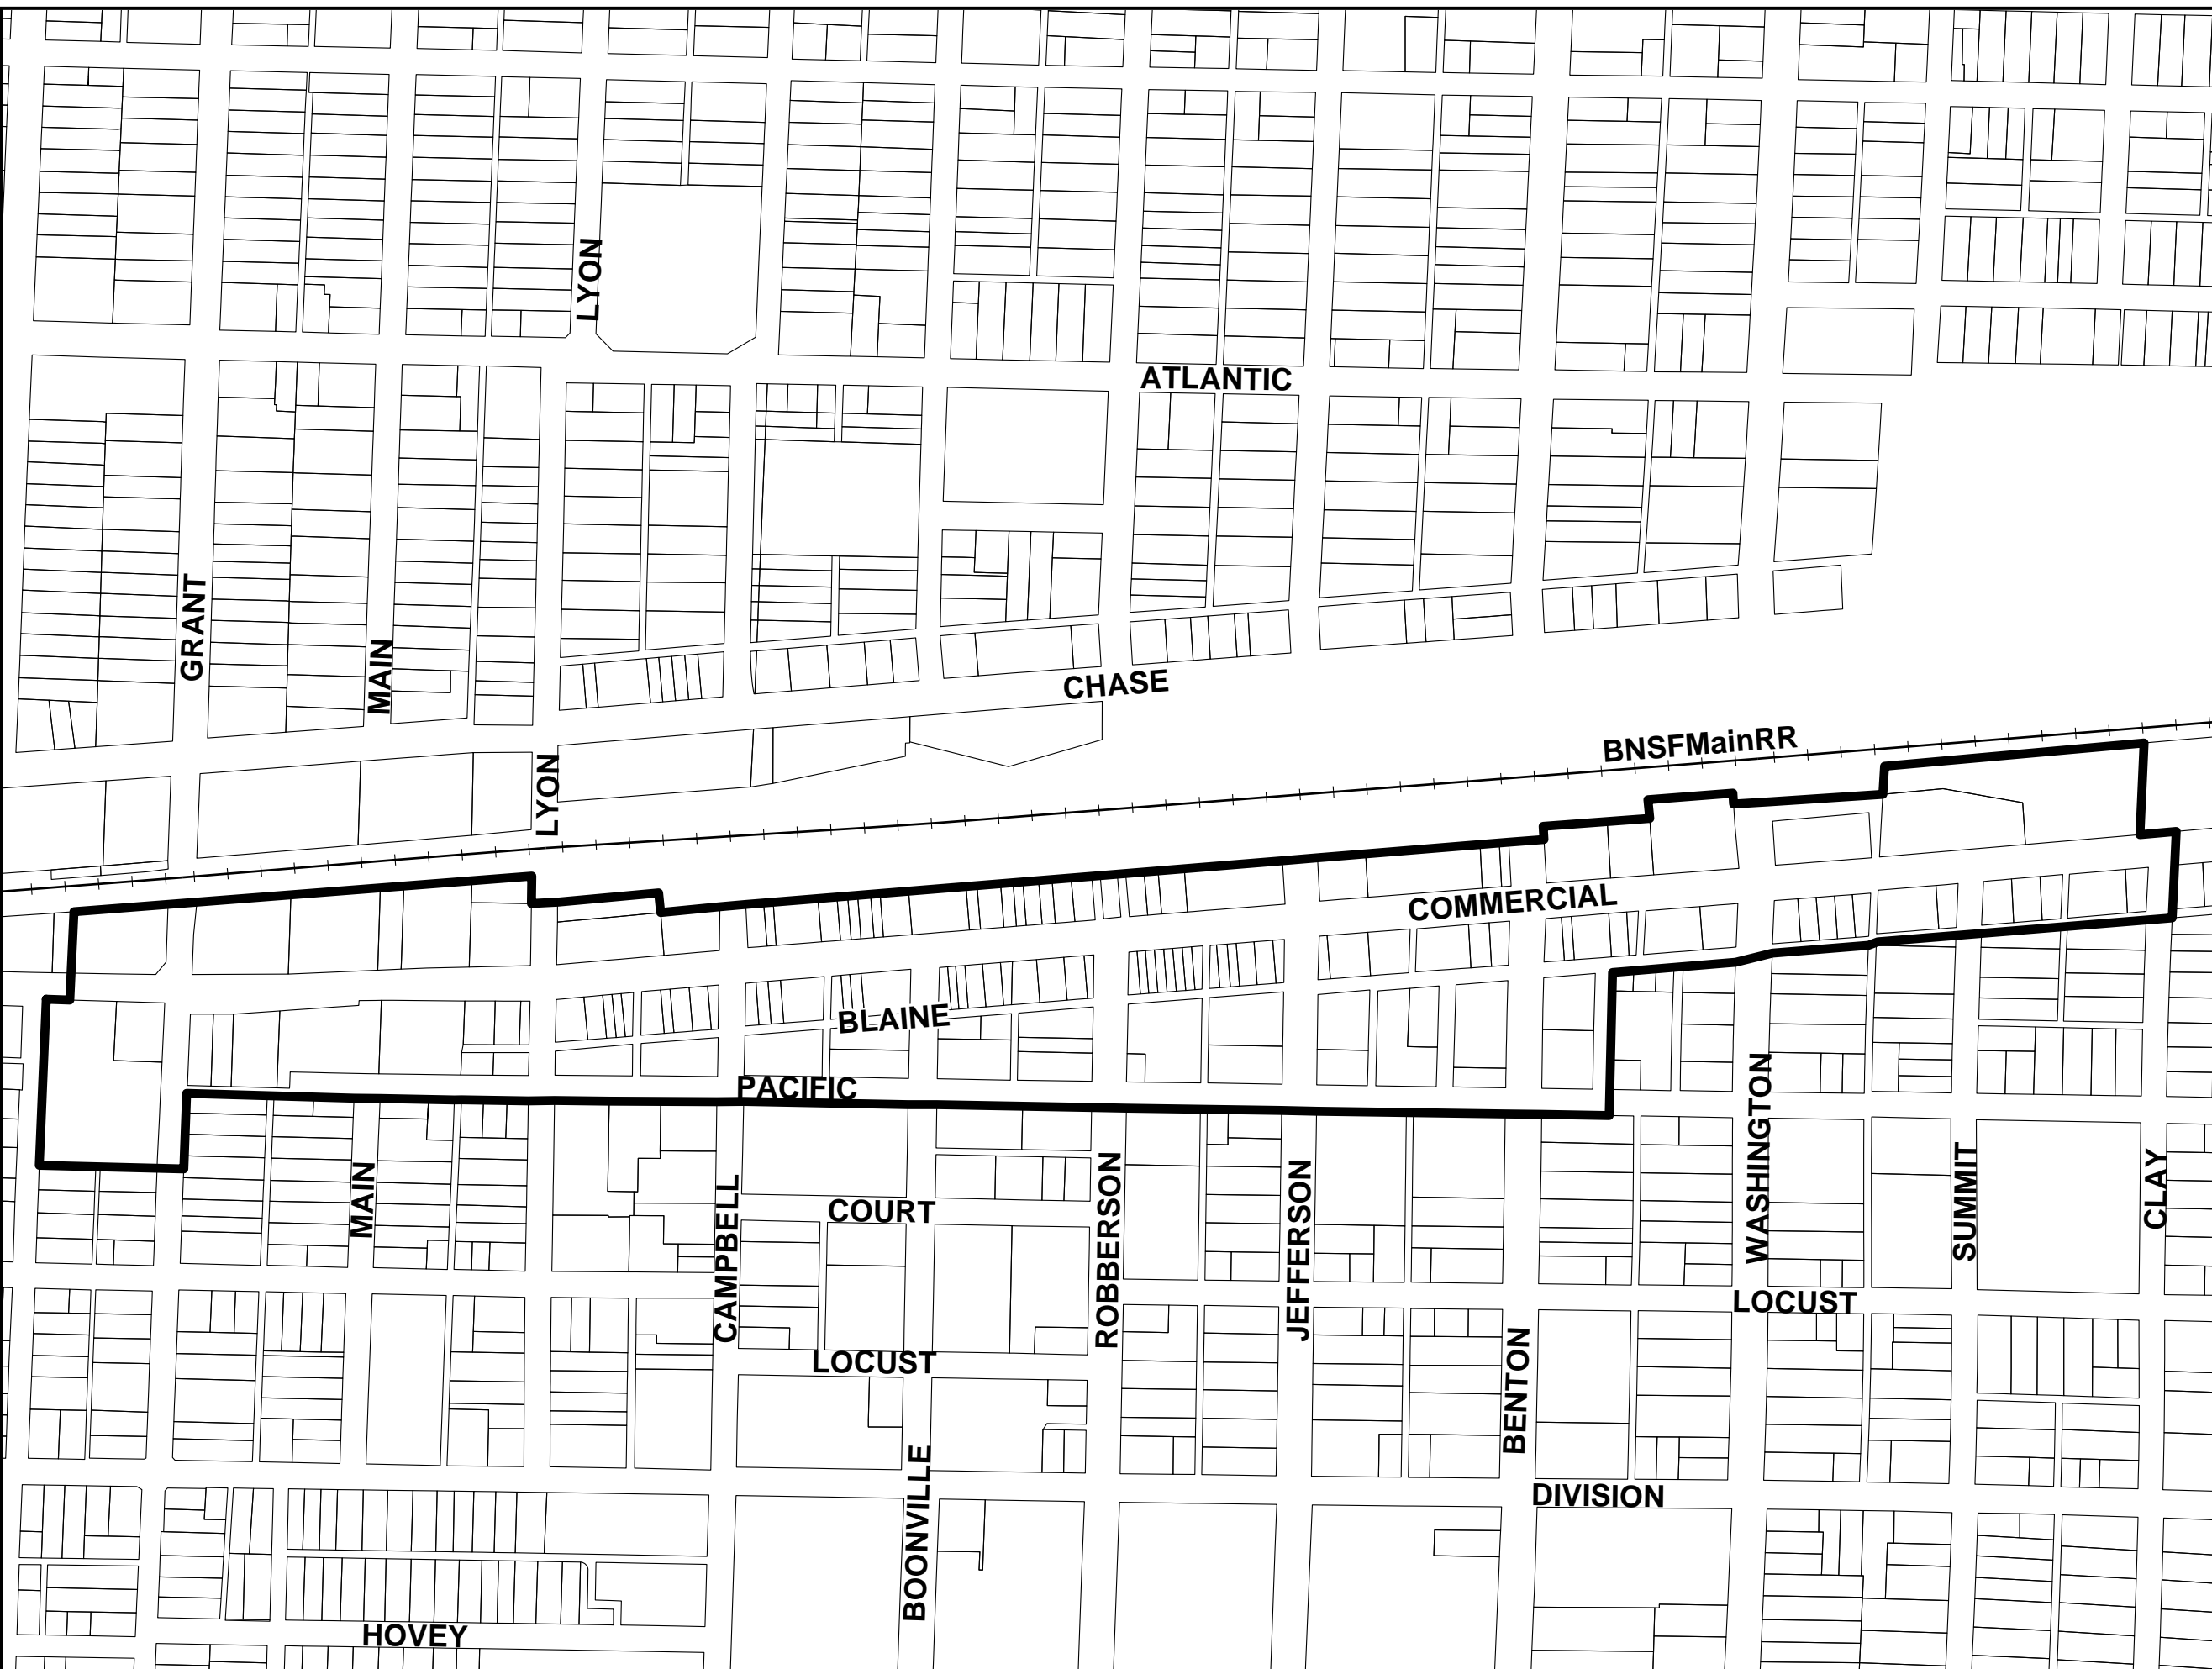 LYON
ATLANTIC
GRANT
MAIN
CHASE
BNSFMainRR
LYON
COMMERCIAL
BLAINE
PACIFIC
WASHINGTON
MAIN
CAMPBELL
COURT
ROBBERSON
JEFFERSON
SUMMIT
CLAY
LOCUST
LOCUST
BENTON
BOONVILLE
DIVISION
HOVEY